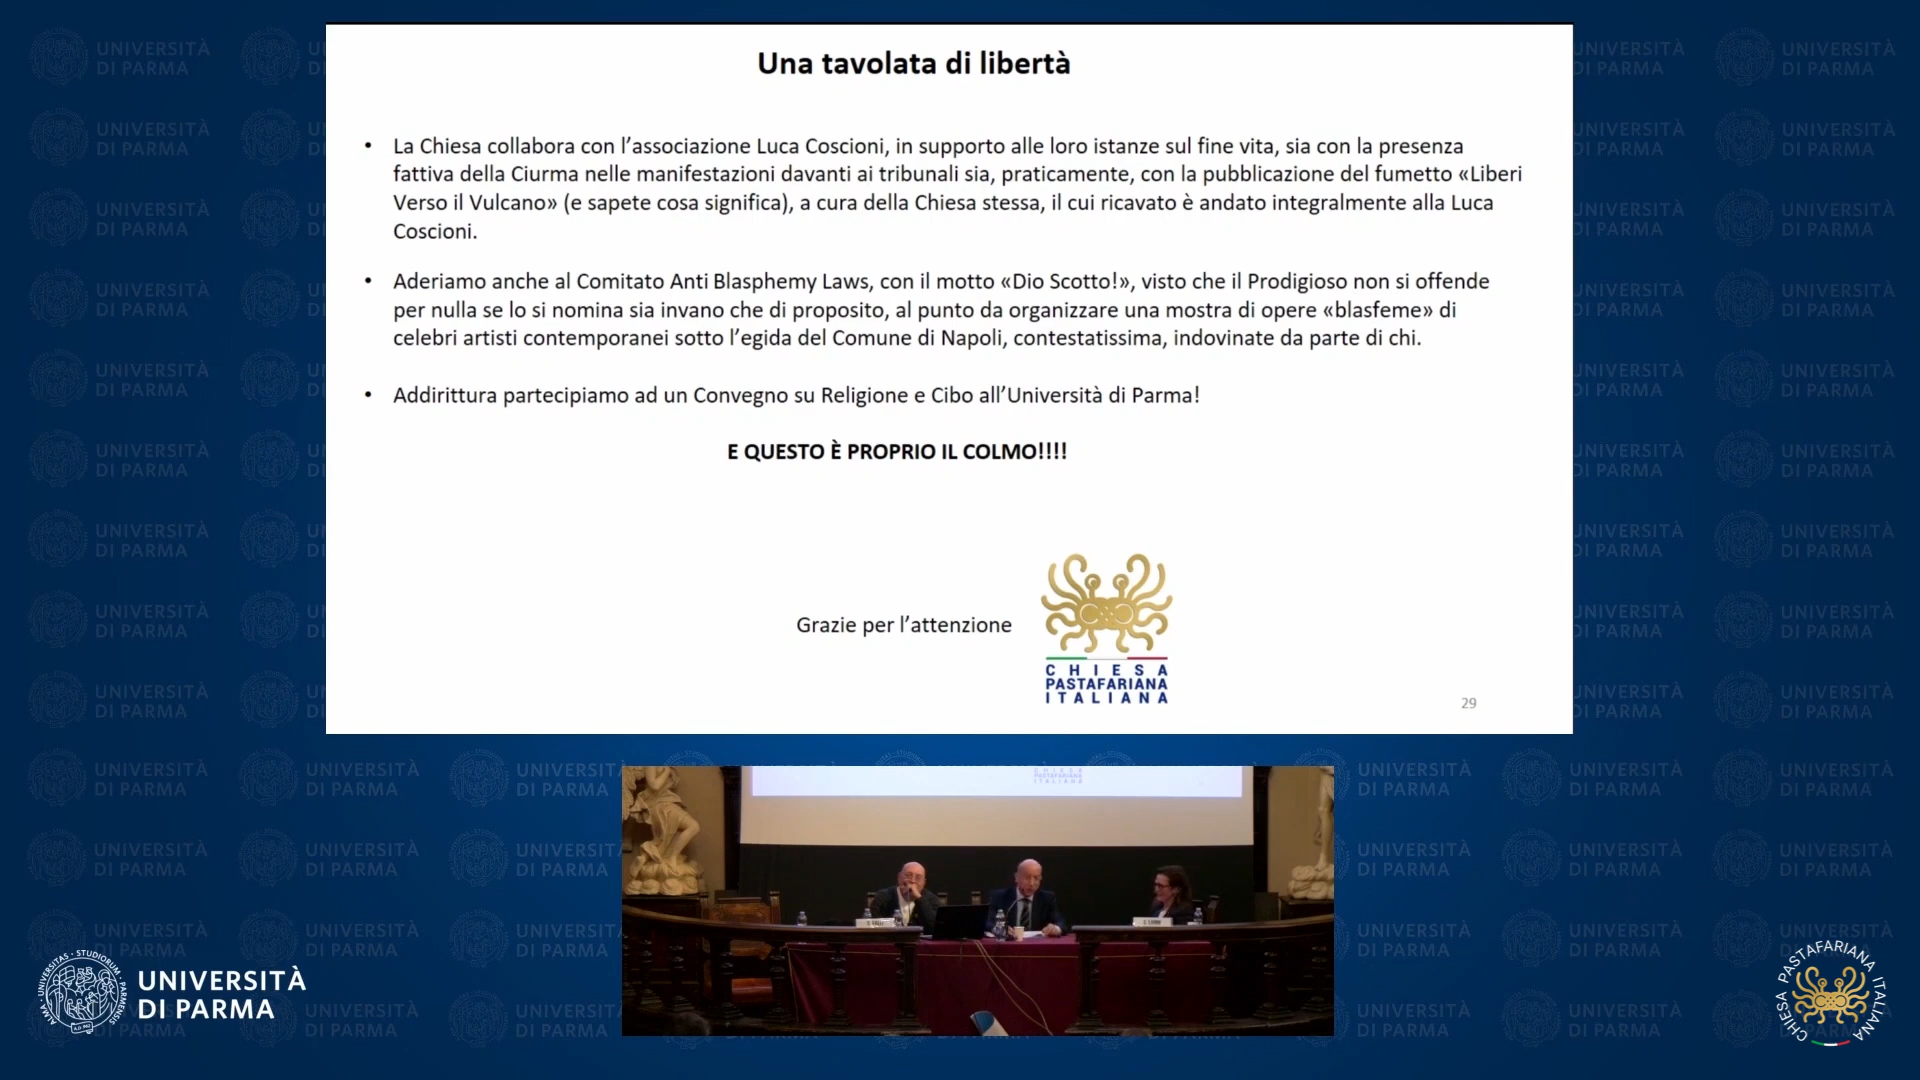 Una tavolata di libertà
• La Chiesa collabora con l’associazione Luca Coscioni, in supporto alle loro istanze sul fine vita, sia con la presenza
fattiva della Ciurma nelle manifestazioni davanti ai tribunali sia, praticamente, con la pubblicazione del fumetto «Liberi
Verso il Vulcano» (e sapete cosa significa), a cura della Chiesa stessa, il cui ricavato è andato integralmente alla Luca
Coscioni.
• Aderiamo anche al Comitato Anti Blasphemy Laws, con il motto «Dio Scotto!», visto che il Prodigioso non si offende
per nulla se lo si nomina sia invano che di proposito, al punto da organizzare una mostra di opere «blasfeme» di
celebri artisti contemporanei sotto l’egida del Comune di Napoli, contestatissima, indovinate da parte di chi.
• Addirittura partecipiamo ad un Convegno su Religione e Cibo all’Università di Parma!
E QUESTO È PROPRIO IL COLMO!!!!
Grazie per l’attenzione
CHIESA
PASTAFARIANA
ITALIANA
29
UNIVERSITÀ
DI PARMA
CHIESA PASTAFARIANA ITALIANA